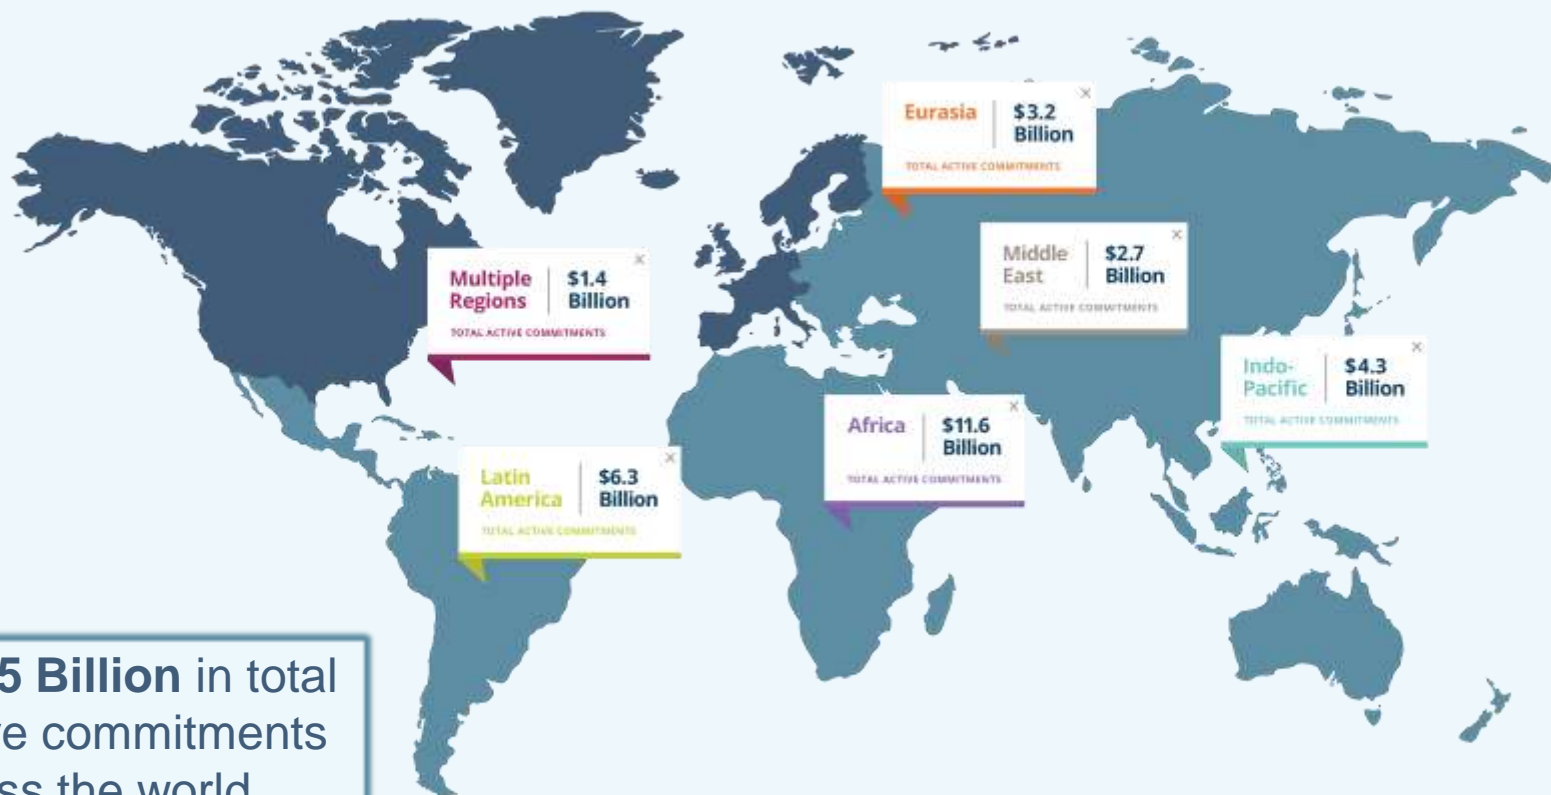 Eurasia
$3.2
Billion
TOTAL ACTIVE COMMITMENTS
Middle
East
$2.7
Billion
TOTAL ACTIVE COMMITMENTS
Multiple
Regions
$1.4
Billion
TOTAL ACTIVE COMMITMENTS
Indo-
Pacific
$4.3
Billion
TOTAL ACTIVE COMMITMENTS
Africa
$11.6
Billion
TOTAL ACTIVE COMMITMENTS
Latin
America
$6.3
Billion
TOTAL ACTIVE COMMITMENTS
5 Billion in total
commitments
the world